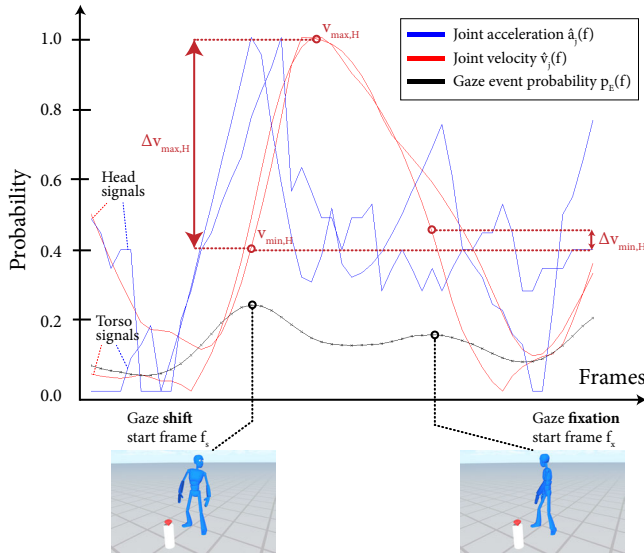 Joint acceleration âⱼ(f)
Joint velocity v̂ⱼ(f)
Gaze event probability p_E(f)
Probability
1.0
0.8
0.6
0.4
0.2
0.0
v_max,H
Δv_max,H
v_min,H
Δv_min,H
Head
signals
Torso
signals
Frames
Gaze shift
start frame f_s
Gaze fixation
start frame f_x